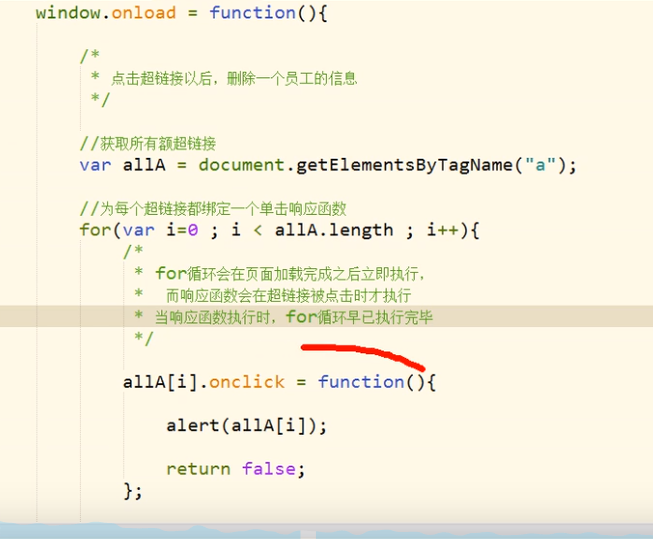 window.onload = function(){
/*
* 点击超链接以后，删除一个员工的信息
*/
//获取所有额超链接
var allA = document.getElementsByTagName("a");
//为每个超链接都绑定一个单击响应函数
for(var i=0 ; i < allA.length ; i++){
/*
* for循环会在页面加载完成之后立即执行，
* 而响应函数会在超链接被点击时才执行
* 当响应函数执行时，for循环早已执行完毕
*/
allA[i].onclick = function(){
alert(allA[i]);
return false;
};